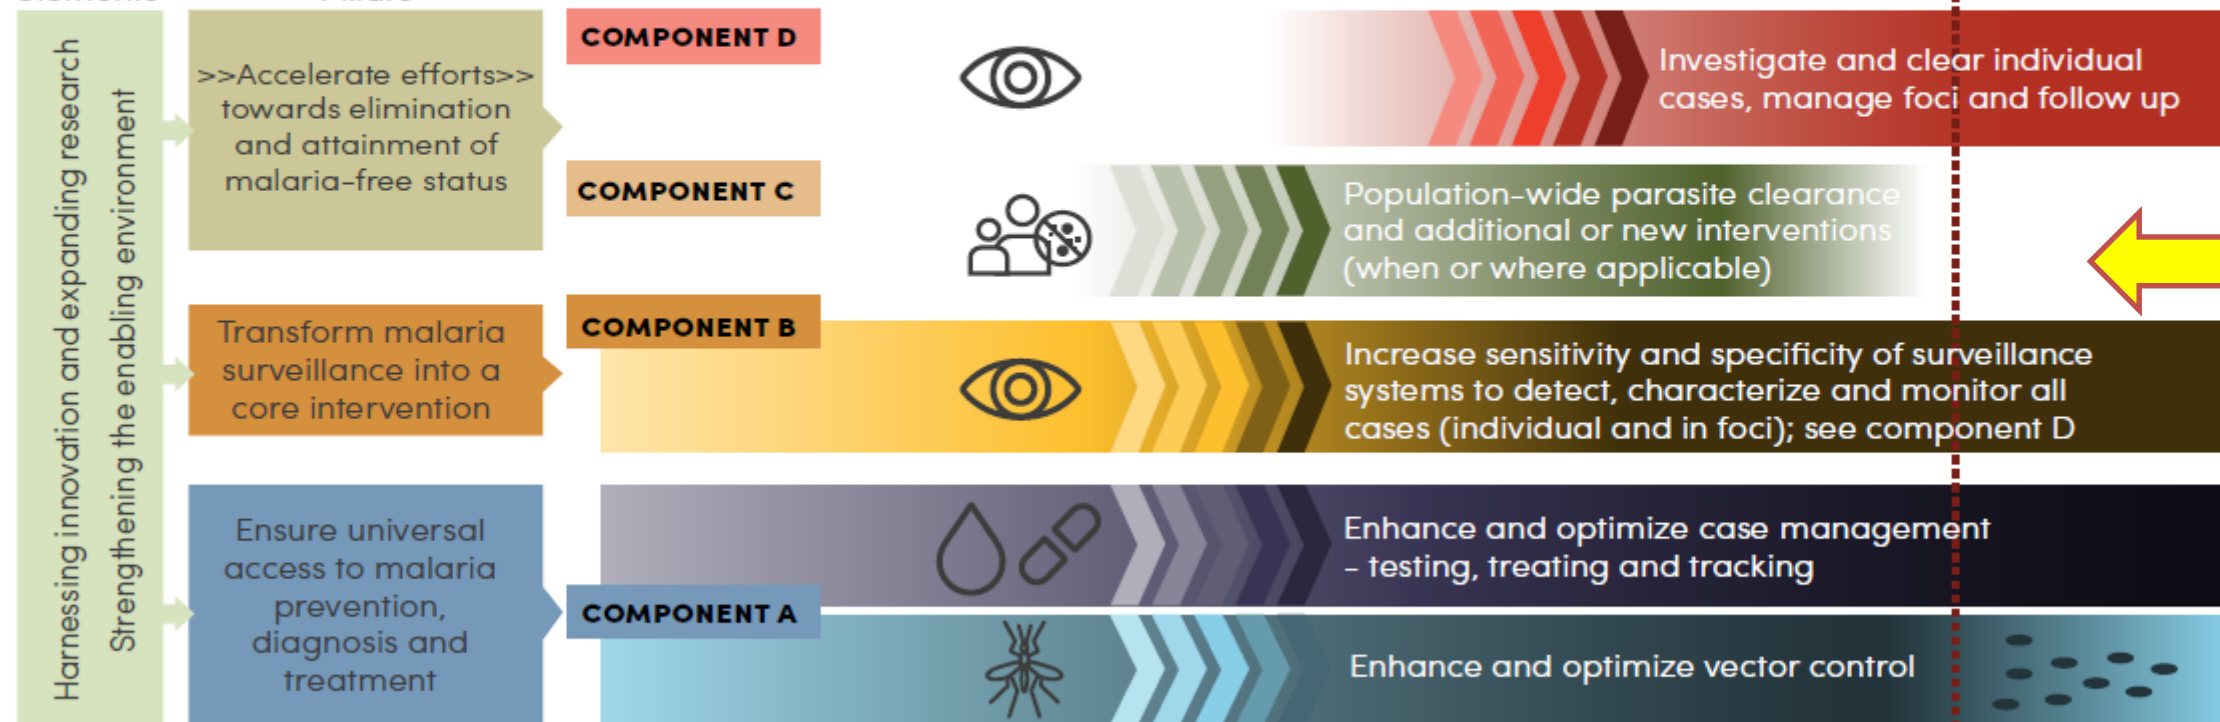 Harnessing innovation and expanding research
Strengthening the enabling environment
>>Accelerate efforts>>
towards elimination
and attainment of
malaria-free status
Transform malaria
surveillance into a
core intervention
Ensure universal
access to malaria
prevention,
diagnosis and
treatment
COMPONENT D
Investigate and clear individual
cases, manage foci and follow up
COMPONENT C
Population-wide parasite clearance
and additional or new interventions
(when or where applicable)
COMPONENT B
Increase sensitivity and specificity of surveillance
systems to detect, characterize and monitor all
cases (individual and in foci); see component D
COMPONENT A
Enhance and optimize case management
- testing, treating and tracking
Enhance and optimize vector control